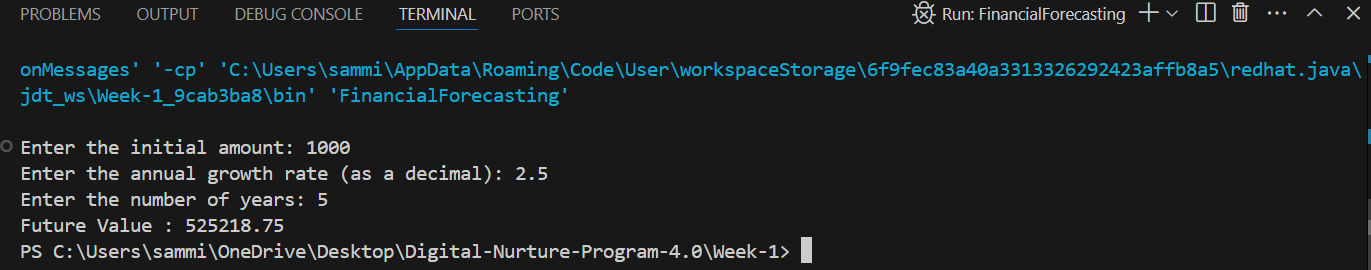 PROBLEMS OUTPUT DEBUG CONSOLE TERMINAL PORTS Run: FinancialForecasting
onMessages' '-cp' 'C:\Users\sammi\AppData\Roaming\Code\User\workspaceStorage\6f9fec83a40a3313326292423affb8a5\redhat.java\
jdt_ws\Week-1_9cab3ba8\bin' 'FinancialForecasting'
Enter the initial amount: 1000
Enter the annual growth rate (as a decimal): 2.5
Enter the number of years: 5
Future Value : 525218.75
PS C:\Users\sammi\OneDrive\Desktop\Digital-Nurture-Program-4.0\Week-1>